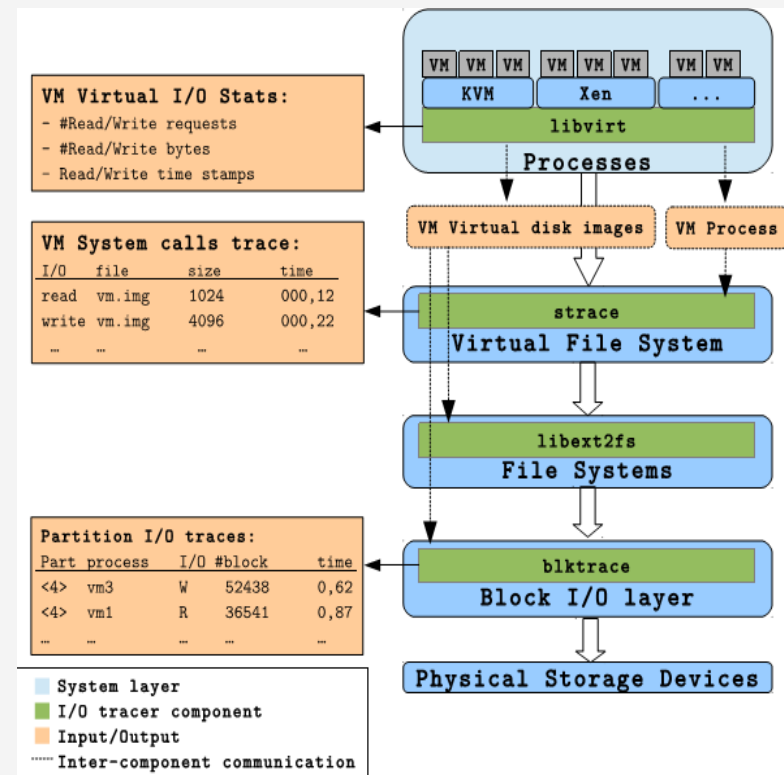 VM VM VM VM VM VM VM VM
KVM Xen ...
libvirt
Processes
VM Virtual I/O Stats:
- #Read/Write requests
- #Read/Write bytes
- Read/Write time stamps
VM Virtual disk images
VM Process
VM System calls trace:
I/O file size time
read vm.img 1024 000,12
write vm.img 4096 000,22
… … … …
strace
Virtual File System
libext2fs
File Systems
Partition I/O traces:
Part process I/O #block time
<4> vm3 W 52438 0,62
<4> vm1 R 36541 0,87
… … … … …
blktrace
Block I/O layer
Physical Storage Devices
System layer
I/O tracer component
Input/Output
Inter-component communication